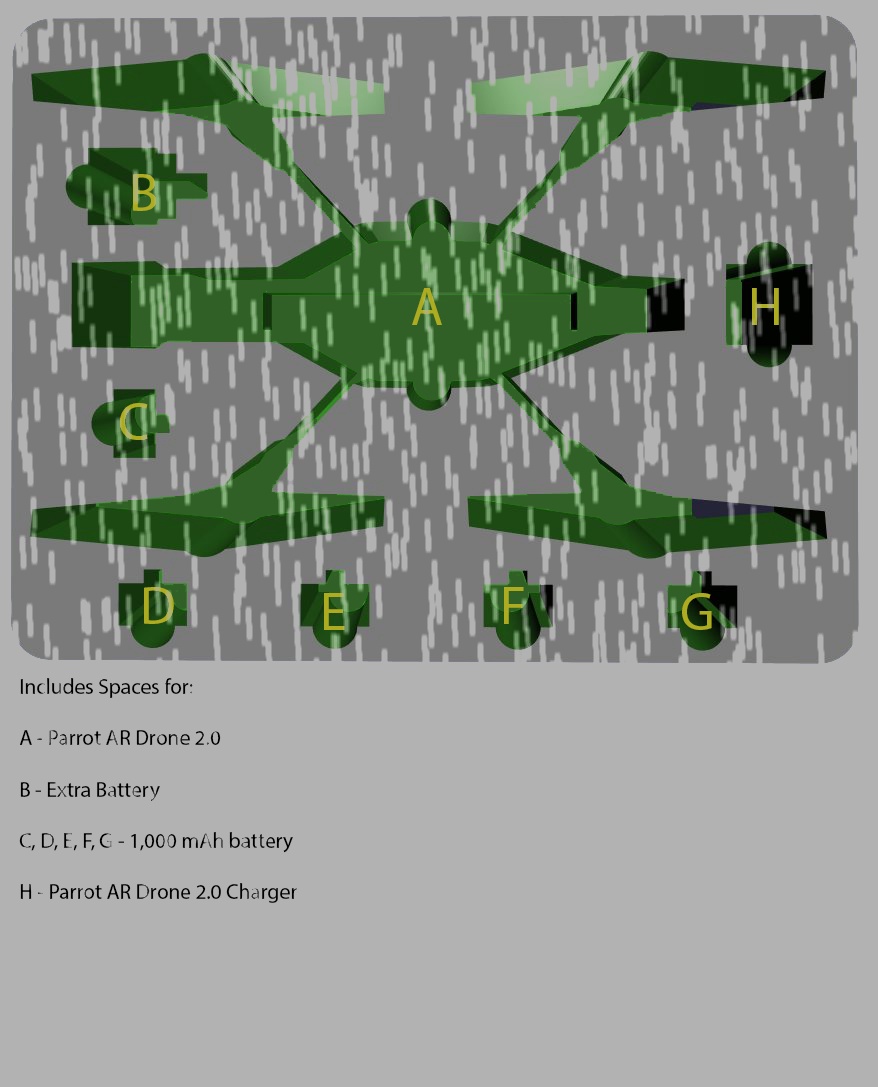 B
A
H
C
D
E
F
G
Includes Spaces for:
A - Parrot AR Drone 2.0
B - Extra Battery
C, D, E, F, G - 1,000 mAh battery
H - Parrot AR Drone 2.0 Charger